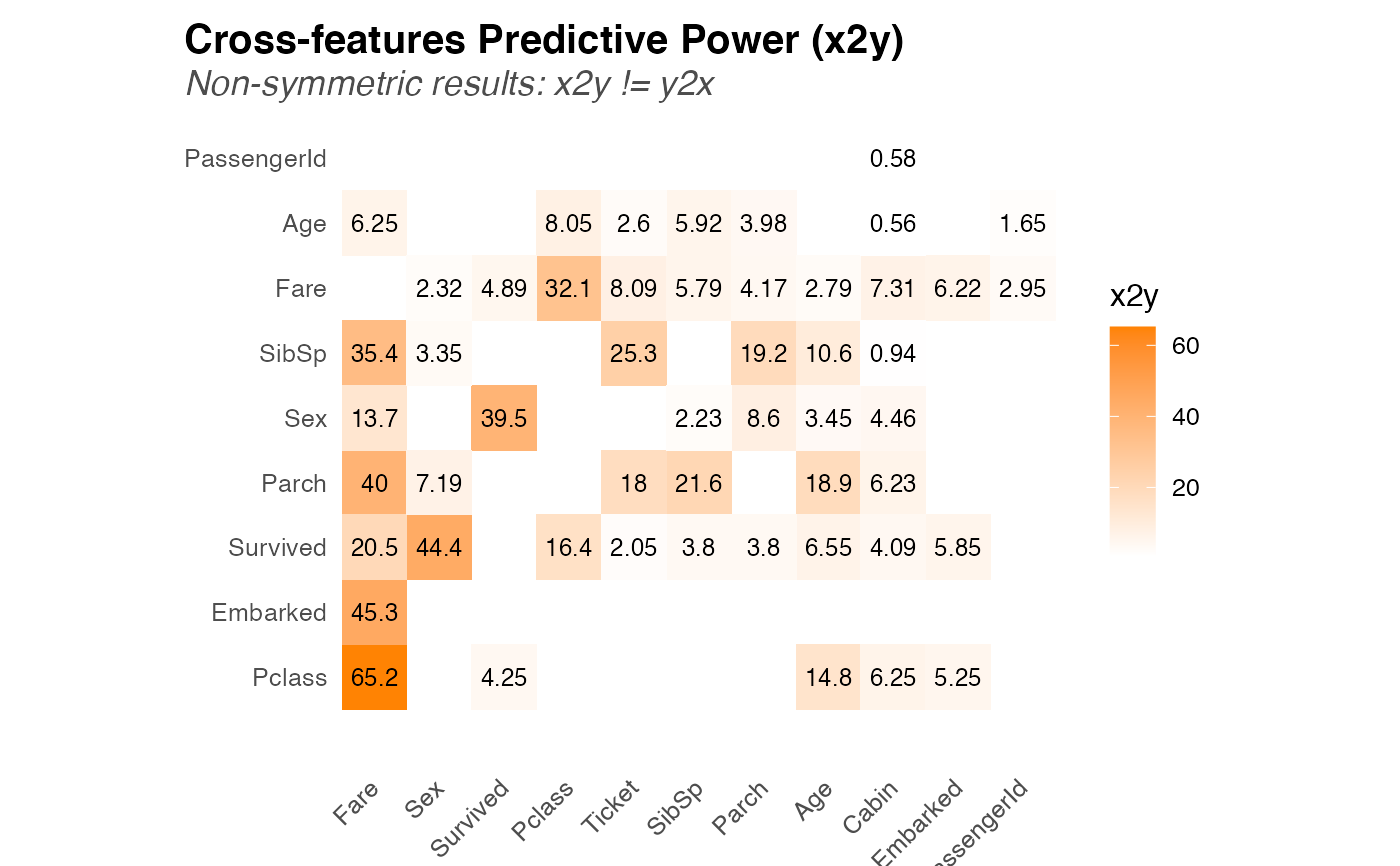 Cross-features Predictive Power (x2y)
Non-symmetric results: x2y != y2x
PassengerId 0.58
Age 6.25 8.05 2.6 5.92 3.98 0.56 1.65
Fare 2.32 4.89 32.1 8.09 5.79 4.17 2.79 7.31 6.22 2.95
SibSp 35.4 3.35 25.3 19.2 10.6 0.94
Sex 13.7 39.5 2.23 8.6 3.45 4.46
Parch 40 7.19 18 21.6 18.9 6.23
Survived 20.5 44.4 16.4 2.05 3.8 3.8 6.55 4.09 5.85
Embarked 45.3
Pclass 65.2 4.25 14.8 6.25 5.25
Fare Sex Survived Pclass Ticket SibSp Parch Age Cabin Embarked assengerId
x2y
60
40
20